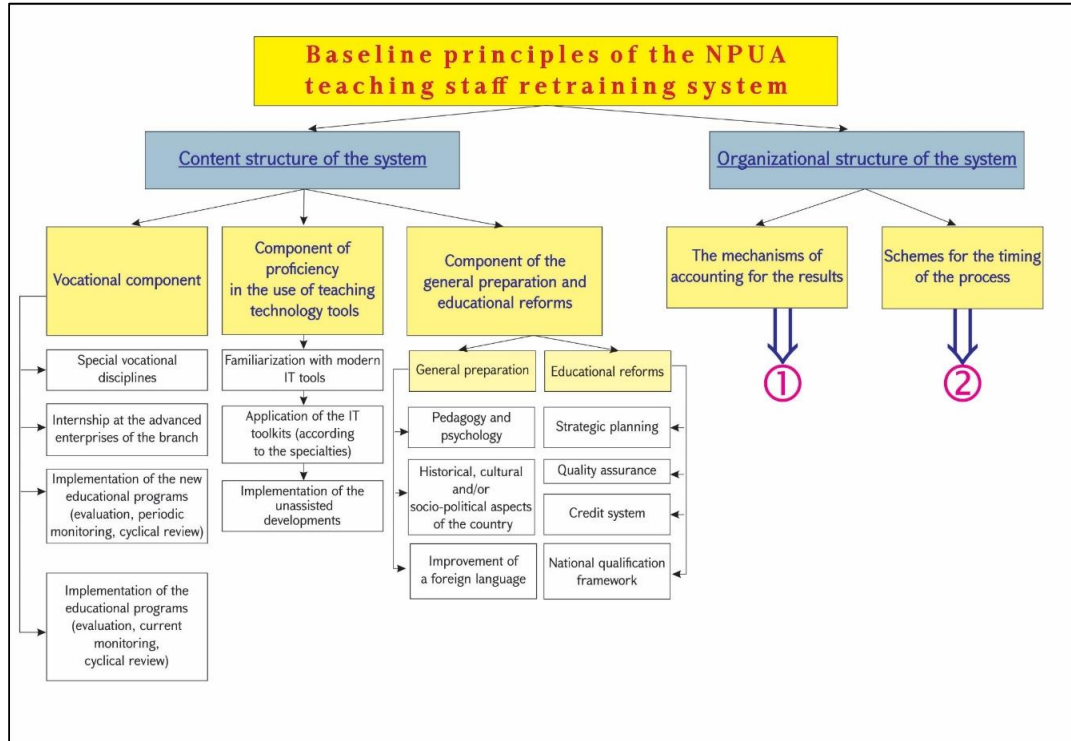 Baseline principles of the NPUA
teaching staff retraining system
Content structure of the system
Organizational structure of the system
Vocational component
Component of
proficiency
in the use of teaching
technology tools
Component of the
general preparation and
educational reforms
The mechanisms of
accounting for the results
Schemes for the timing
of the process
Special vocational
disciplines
Internship at the advanced
enterprises of the branch
Implementation of the new
educational programs
(evaluation, periodic
monitoring, cyclical review)
Implementation of the
educational programs
(evaluation, current
monitoring,
cyclical review)
Familiarization with modern
IT tools
Application of the IT
toolkits (according
to the specialties)
Implementation of the
unassisted
developments
General preparation
Educational reforms
Pedagogy and
psychology
Historical, cultural
and/or
socio-political aspects
of the country
Improvement of
a foreign language
Strategic planning
Quality assurance
Credit system
National qualification
framework
①
②